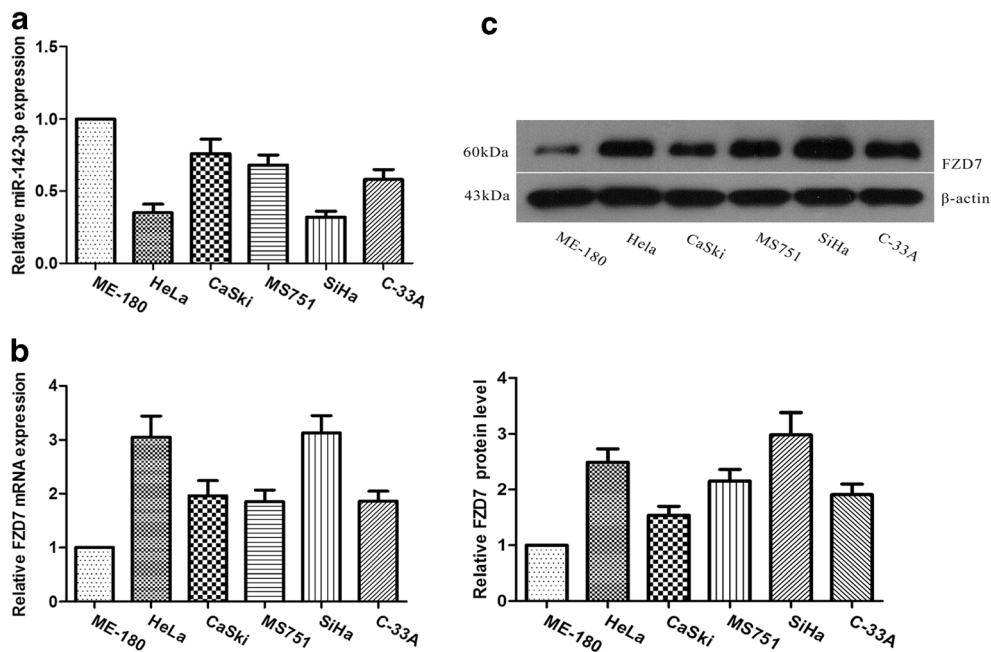 a
Relative miR-142-3p expression
1.5
1.0
0.5
0.0
ME-180
HeLa
CaSki
MS751
SiHa
C-33A
c
60kDa
FZD7
43kDa
β-actin
ME-180
Hela
CaSki
MS751
SiHa
C-33A
b
Relative FZD7 mRNA expression
4
3
2
1
0
ME-180
HeLa
CaSki
MS751
SiHa
C-33A
Relative FZD7 protein level
4
3
2
1
0
ME-180
HeLa
CaSki
MS751
SiHa
C-33A